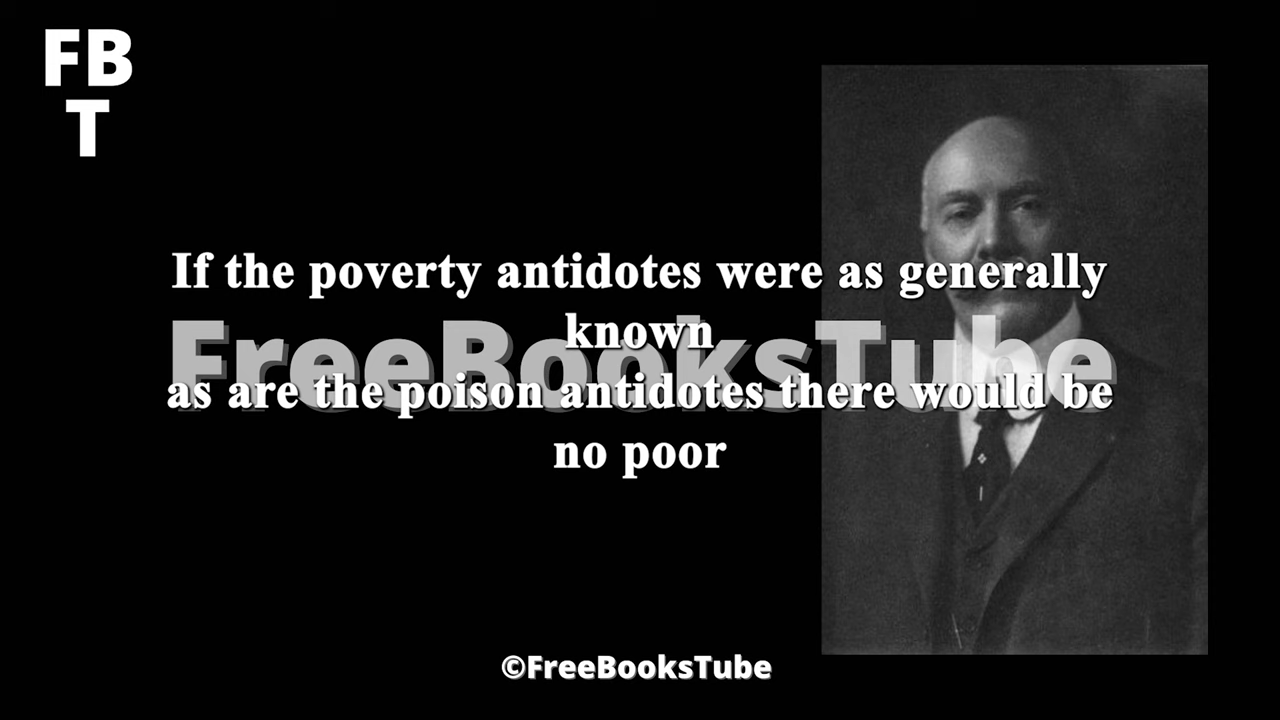 FB
T
If the poverty antidotes were as generally
known
FreeBooksTube
as are the poison antidotes there would be
no poor
©FreeBooksTube